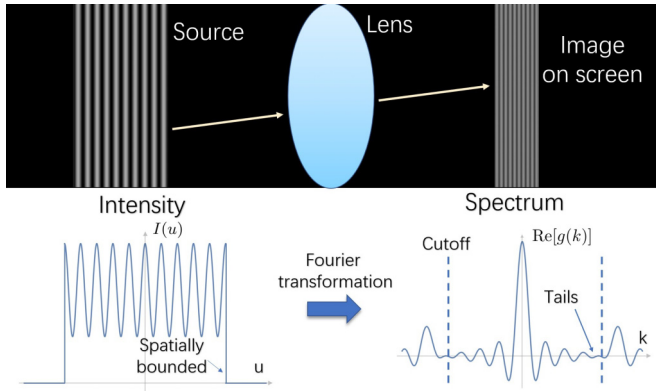 Source
Lens
Image
on screen
Intensity
I(u)
Spatially
bounded
u
Fourier
transformation
Spectrum
Re[g(k)]
Cutoff
Tails
k